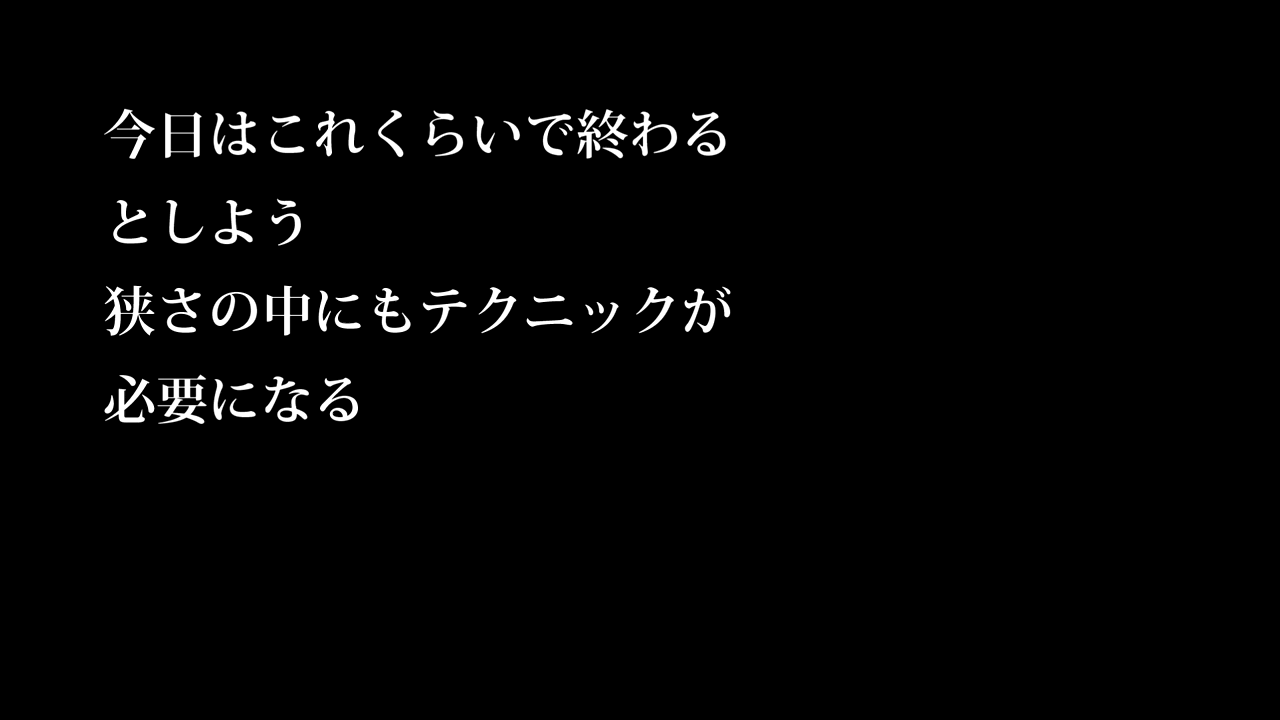 今日はこれくらいで終わる
としよう
狭さの中にもテクニックが
必要になる